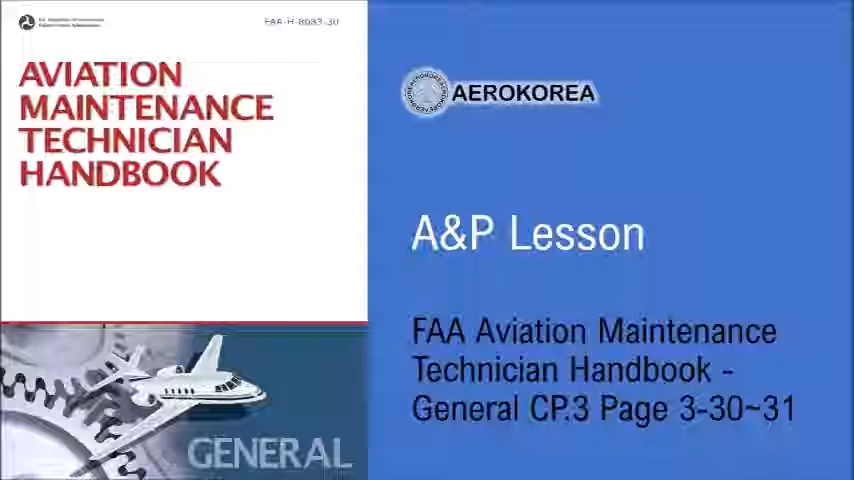 FAA-H-8083-30
AVIATION
MAINTENANCE
TECHNICIAN
HANDBOOK
GENERAL
AEROKOREA
A&P Lesson
FAA Aviation Maintenance
Technician Handbook -
General CP.3 Page 3-30~31